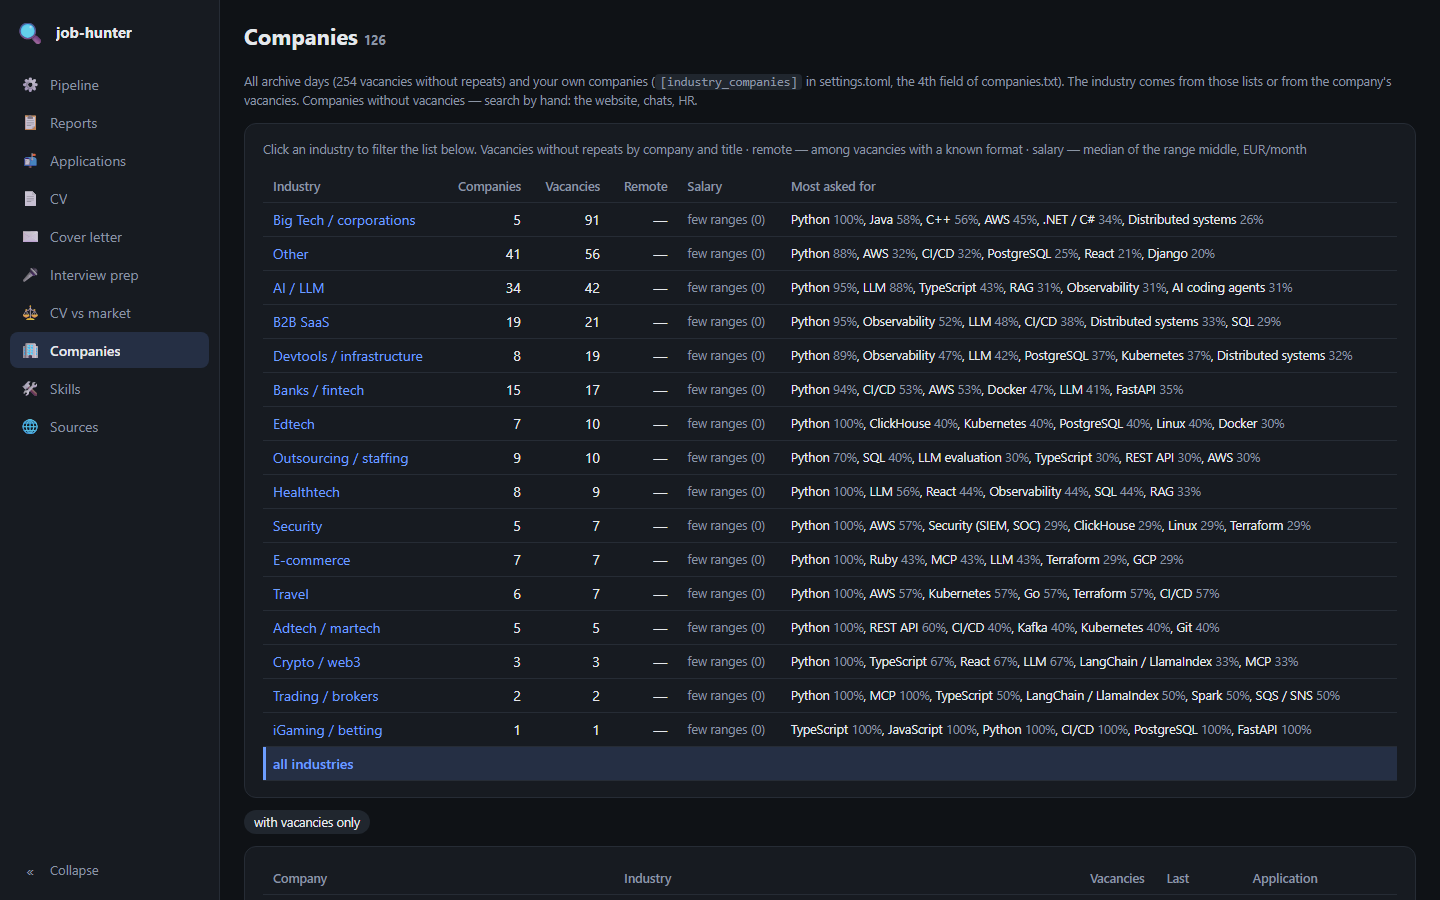 job-hunter
Pipeline
Reports
Applications
CV
Cover letter
Interview prep
CV vs market
Companies
Skills
Sources
« Collapse
Companies 126
All archive days (254 vacancies without repeats) and your own companies ( [industry_companies] in settings.toml, the 4th field of companies.txt). The industry comes from those lists or from the company's
vacancies. Companies without vacancies — search by hand: the website, chats, HR.
Click an industry to filter the list below. Vacancies without repeats by company and title · remote — among vacancies with a known format · salary — median of the range middle, EUR/month
Industry Companies Vacancies Remote Salary Most asked for
Big Tech / corporations 5 91 — few ranges (0) Python 100%, Java 58%, C++ 56%, AWS 45%, .NET / C# 34%, Distributed systems 26%
Other 41 56 — few ranges (0) Python 88%, AWS 32%, CI/CD 32%, PostgreSQL 25%, React 21%, Django 20%
AI / LLM 34 42 — few ranges (0) Python 95%, LLM 88%, TypeScript 43%, RAG 31%, Observability 31%, AI coding agents 31%
B2B SaaS 19 21 — few ranges (0) Python 95%, Observability 52%, LLM 48%, CI/CD 38%, Distributed systems 33%, SQL 29%
Devtools / infrastructure 8 19 — few ranges (0) Python 89%, Observability 47%, LLM 42%, PostgreSQL 37%, Kubernetes 37%, Distributed systems 32%
Banks / fintech 15 17 — few ranges (0) Python 94%, CI/CD 53%, AWS 53%, Docker 47%, LLM 41%, FastAPI 35%
Edtech 7 10 — few ranges (0) Python 100%, ClickHouse 40%, Kubernetes 40%, PostgreSQL 40%, Linux 40%, Docker 30%
Outsourcing / staffing 9 10 — few ranges (0) Python 70%, SQL 40%, LLM evaluation 30%, TypeScript 30%, REST API 30%, AWS 30%
Healthtech 8 9 — few ranges (0) Python 100%, LLM 56%, React 44%, Observability 44%, SQL 44%, RAG 33%
Security 5 7 — few ranges (0) Python 100%, AWS 57%, Security (SIEM, SOC) 29%, ClickHouse 29%, Linux 29%, Terraform 29%
E-commerce 7 7 — few ranges (0) Python 100%, Ruby 43%, MCP 43%, LLM 43%, Terraform 29%, GCP 29%
Travel 6 7 — few ranges (0) Python 100%, AWS 57%, Kubernetes 57%, Go 57%, Terraform 57%, CI/CD 57%
Adtech / martech 5 5 — few ranges (0) Python 100%, REST API 60%, CI/CD 40%, Kafka 40%, Kubernetes 40%, Git 40%
Crypto / web3 3 3 — few ranges (0) Python 100%, TypeScript 67%, React 67%, LLM 67%, LangChain / LlamaIndex 33%, MCP 33%
Trading / brokers 2 2 — few ranges (0) Python 100%, MCP 100%, TypeScript 50%, LangChain / LlamaIndex 50%, Spark 50%, SQS / SNS 50%
iGaming / betting 1 1 — few ranges (0) TypeScript 100%, JavaScript 100%, Python 100%, CI/CD 100%, PostgreSQL 100%, FastAPI 100%
all industries
with vacancies only
Company Industry Vacancies Last Application